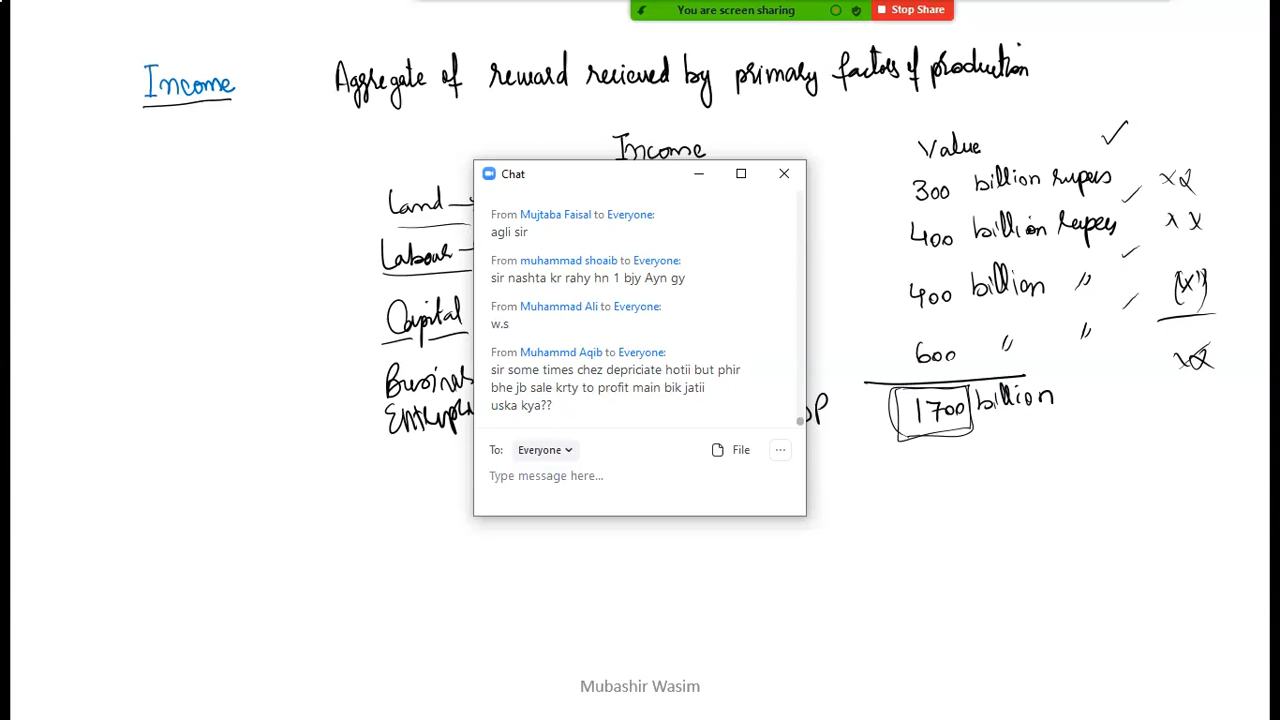 You are screen sharing
Stop Share
Income Aggregate of reward recieved by primary factors of production
Income Value
Land 300 billion rupees
Labour 400 billion rupees
Capital 400 billion "
600 " "
1700 billion
Chat
From Mujtaba Faisal to Everyone:
agli sir
From muhammad shoaib to Everyone:
sir nashta kr rahy hn 1 bjy Ayn gy
From Muhammad Ali to Everyone:
w.s
From Muhammd Aqib to Everyone:
sir some times chez depriciate hotii but phir
bhe jb sale krty to profit main bik jatii
uska kya??
To: Everyone File
Type message here...
Mubashir Wasim